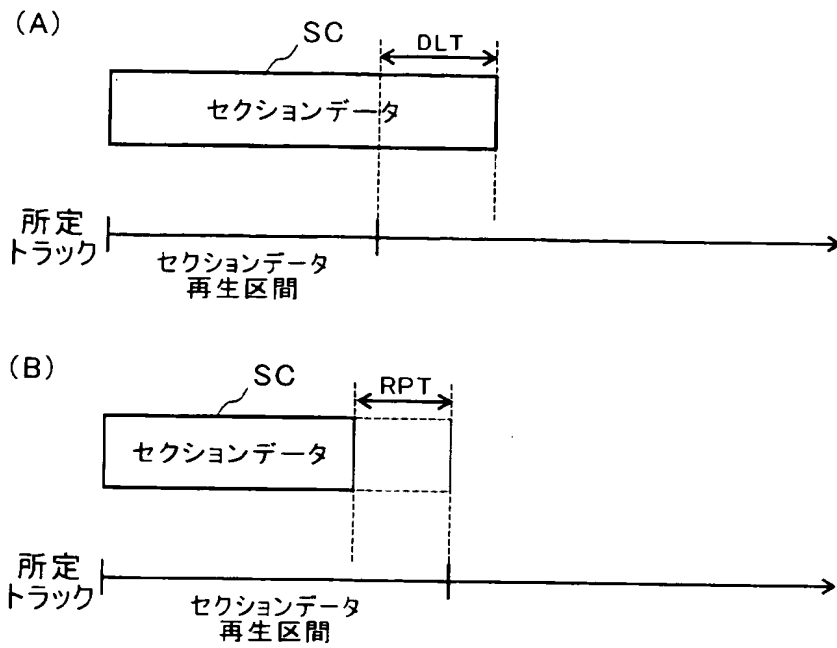 (A)
SC
DLT
セクションデータ
所定
トラック
セクションデータ
再生区間
(B)
SC
RPT
セクションデータ
所定
トラック
セクションデータ
再生区間